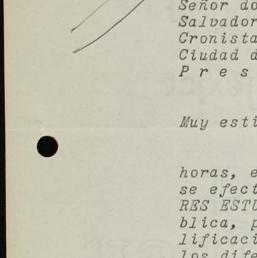 Señor do
Salvador
Cronista
Ciudad d
P r e s
Muy esti
horas, e
se efect
RES ESTU
blica, p
lificaci
los dife